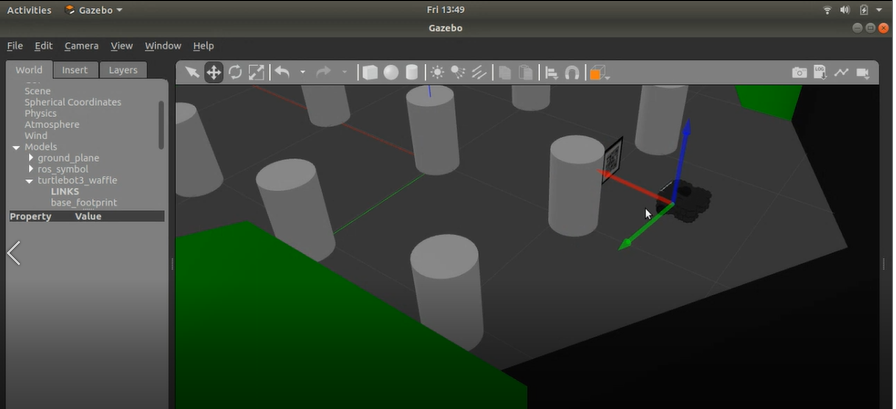 Activities Gazebo Fri 13:49
Gazebo
File Edit Camera View Window Help
World Insert Layers
Scene
Spherical Coordinates
Physics
Atmosphere
Wind
Models
ground_plane
ros_symbol
turtlebot3_waffle
LINKS
base_footprint
Property Value